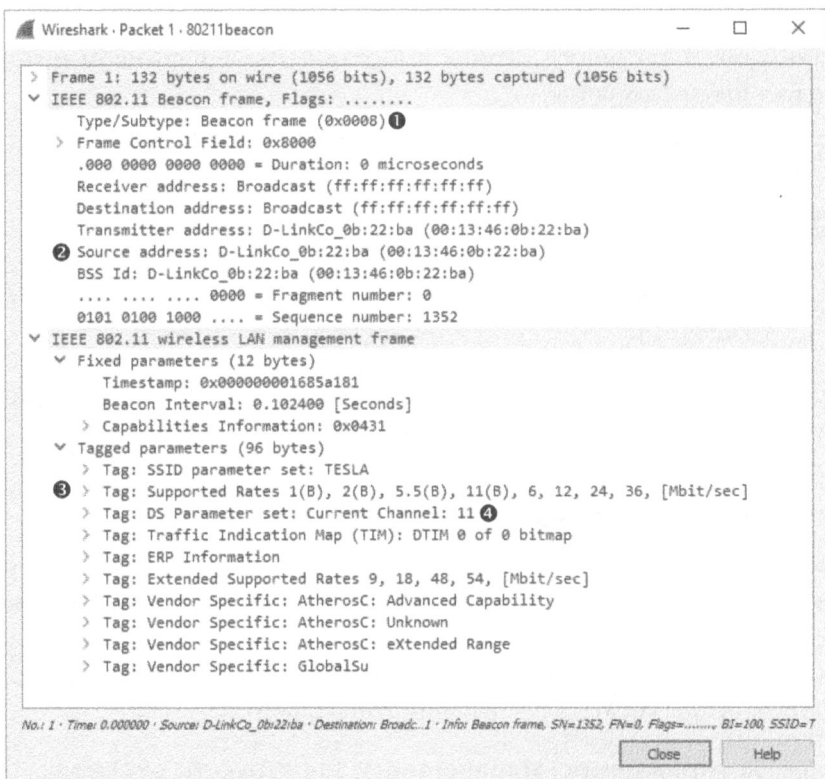 Wireshark · Packet 1 · 80211beacon
> Frame 1: 132 bytes on wire (1056 bits), 132 bytes captured (1056 bits)
∨ IEEE 802.11 Beacon frame, Flags: ........
Type/Subtype: Beacon frame (0x0008) ❶
> Frame Control Field: 0x8000
.000 0000 0000 0000 = Duration: 0 microseconds
Receiver address: Broadcast (ff:ff:ff:ff:ff:ff)
Destination address: Broadcast (ff:ff:ff:ff:ff:ff)
Transmitter address: D-LinkCo_0b:22:ba (00:13:46:0b:22:ba)
❷ Source address: D-LinkCo_0b:22:ba (00:13:46:0b:22:ba)
BSS Id: D-LinkCo_0b:22:ba (00:13:46:0b:22:ba)
.... .... .... 0000 = Fragment number: 0
0101 0100 1000 .... = Sequence number: 1352
∨ IEEE 802.11 wireless LAN management frame
∨ Fixed parameters (12 bytes)
Timestamp: 0x000000001685a181
Beacon Interval: 0.102400 [Seconds]
> Capabilities Information: 0x0431
∨ Tagged parameters (96 bytes)
> Tag: SSID parameter set: TESLA
❸ > Tag: Supported Rates 1(B), 2(B), 5.5(B), 11(B), 6, 12, 24, 36, [Mbit/sec]
> Tag: DS Parameter set: Current Channel: 11 ❹
> Tag: Traffic Indication Map (TIM): DTIM 0 of 0 bitmap
> Tag: ERP Information
> Tag: Extended Supported Rates 9, 18, 48, 54, [Mbit/sec]
> Tag: Vendor Specific: AtherosC: Advanced Capability
> Tag: Vendor Specific: AtherosC: Unknown
> Tag: Vendor Specific: AtherosC: eXtended Range
> Tag: Vendor Specific: GlobalSu
No.: 1 · Time: 0.000000 · Source: D-LinkCo_0b:22:ba · Destination: Broadc...1 · Info: Beacon frame, SN=1352, FN=0, Flags=........, BI=100, SSID=T
Close Help